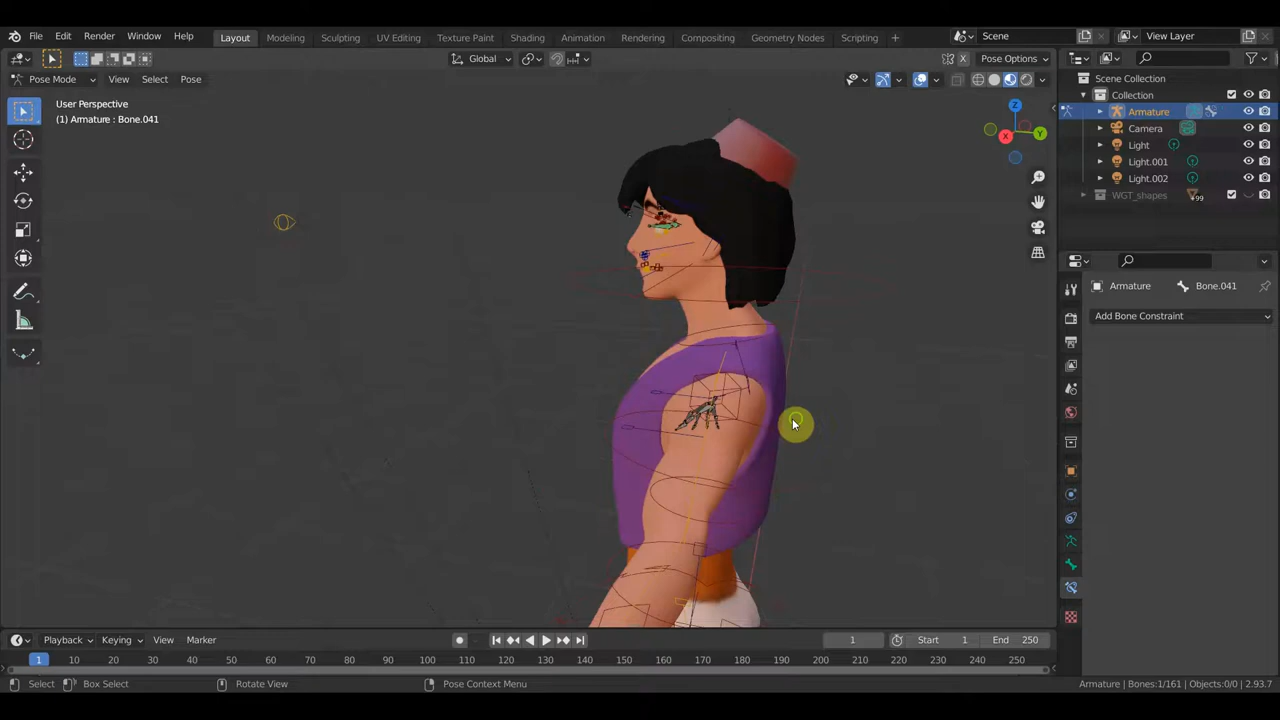 File Edit Render Window Help Layout Modeling Sculpting UV Editing Texture Paint Shading Animation Rendering Compositing Geometry Nodes Scripting + Scene View Layer
Global X Pose Options
Pose Mode View Select Pose
User Perspective
(1) Armature : Bone.041
Z
Y
X
Scene Collection
Collection
Armature
Camera
Light
Light.001
Light.002
WGT_shapes 99
Armature Bone.041
Add Bone Constraint
Playback Keying View Marker 1 Start 1 End 250
1 10 20 30 40 50 60 70 80 90 100 110 120 130 140 150 160 170 180 190 200 210 220 230 240 250
Select Box Select Rotate View Pose Context Menu Armature | Bones:1/161 | Objects:0/0 | 2.93.7